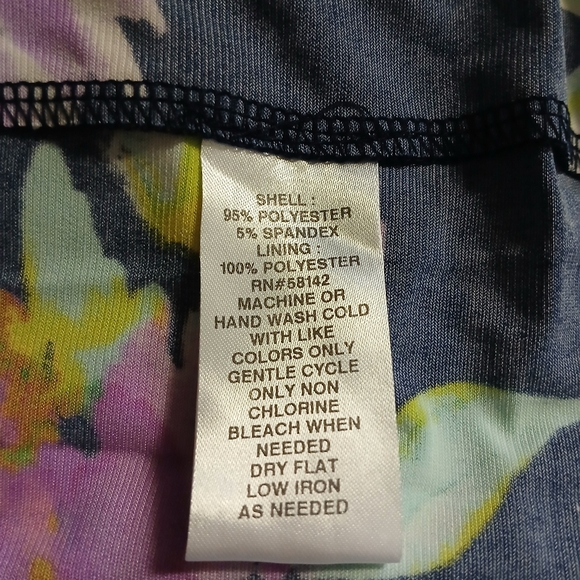 SHELL :
95% POLYESTER
5% SPANDEX
LINING :
100% POLYESTER
RN#58142
MACHINE OR
HAND WASH COLD
WITH LIKE
COLORS ONLY
GENTLE CYCLE
ONLY NON
CHLORINE
BLEACH WHEN
NEEDED
DRY FLAT
LOW IRON
AS NEEDED